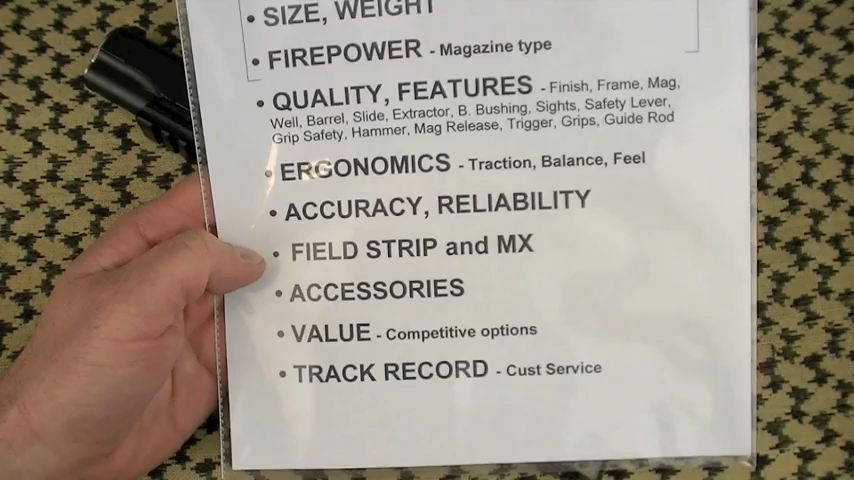 • SIZE, WEIGHT
• FIREPOWER - Magazine type
• QUALITY, FEATURES - Finish, Frame, Mag,
Well, Barrel, Slide, Extractor, B. Bushing, Sights, Safety Lever,
Grip Safety, Hammer, Mag Release, Trigger, Grips, Guide Rod
• ERGONOMICS - Traction, Balance, Feel
• ACCURACY, RELIABILITY
• FIELD STRIP and MX
• ACCESSORIES
• VALUE - Competitive options
• TRACK RECORD - Cust Service